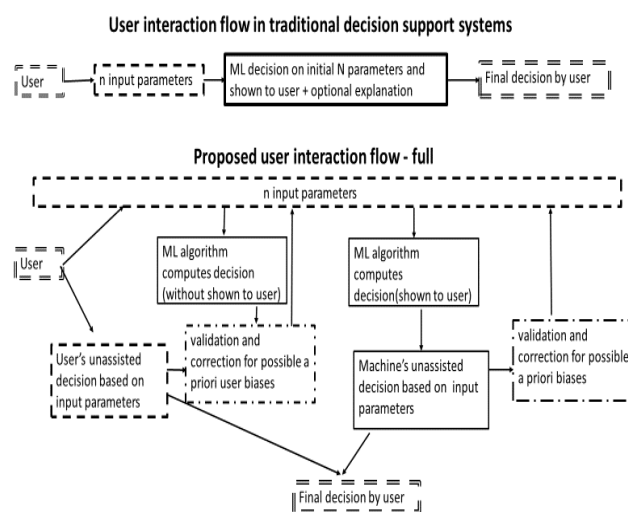 User interaction flow in traditional decision support systems
User
n input parameters
ML decision on initial N parameters and
shown to user + optional explanation
Final decision by user
Proposed user interaction flow - full
n input parameters
User
ML algorithm
computes decision
(without shown to user)
ML algorithm
computes
decision(shown to user)
User's unassisted
decision based on
input parameters
validation and
correction for possible a
priori user biases
Machine's unassisted
decision based on input
parameters
validation and
correction for possible
a priori biases
Final decision by user